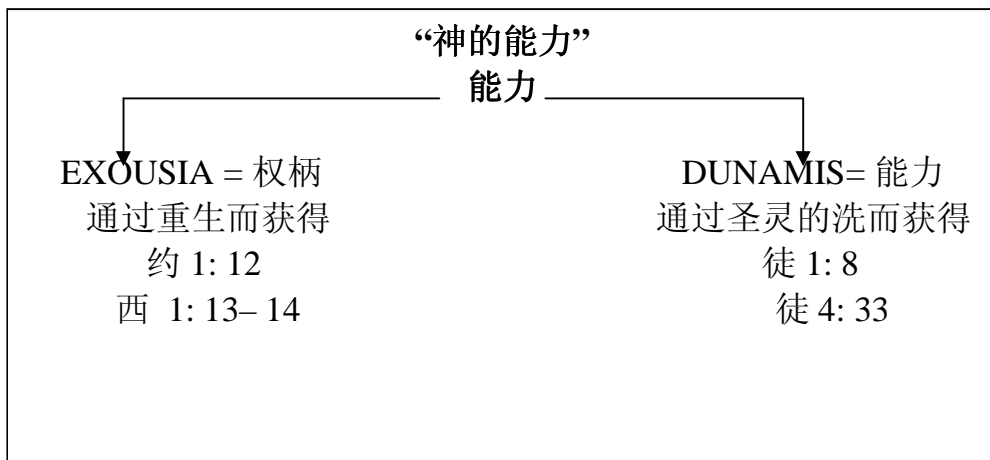 “神的能力”
能力
EXOUSIA = 权柄
通过重生而获得
约 1: 12
西 1: 13– 14
DUNAMIS= 能力
通过圣灵的洗而获得
徒 1: 8
徒 4: 33